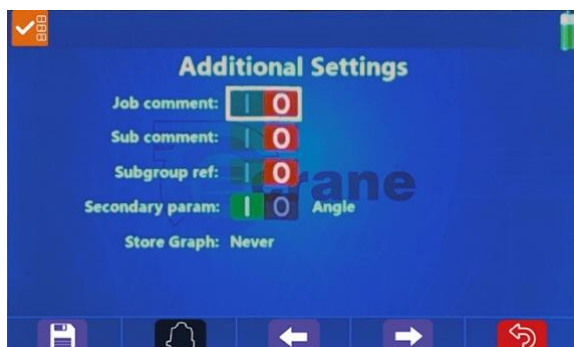 Additional Settings
Job comment: I O
Sub comment: I O
Subgroup ref: I O
Secondary param: I O Angle
Store Graph: Never
crane